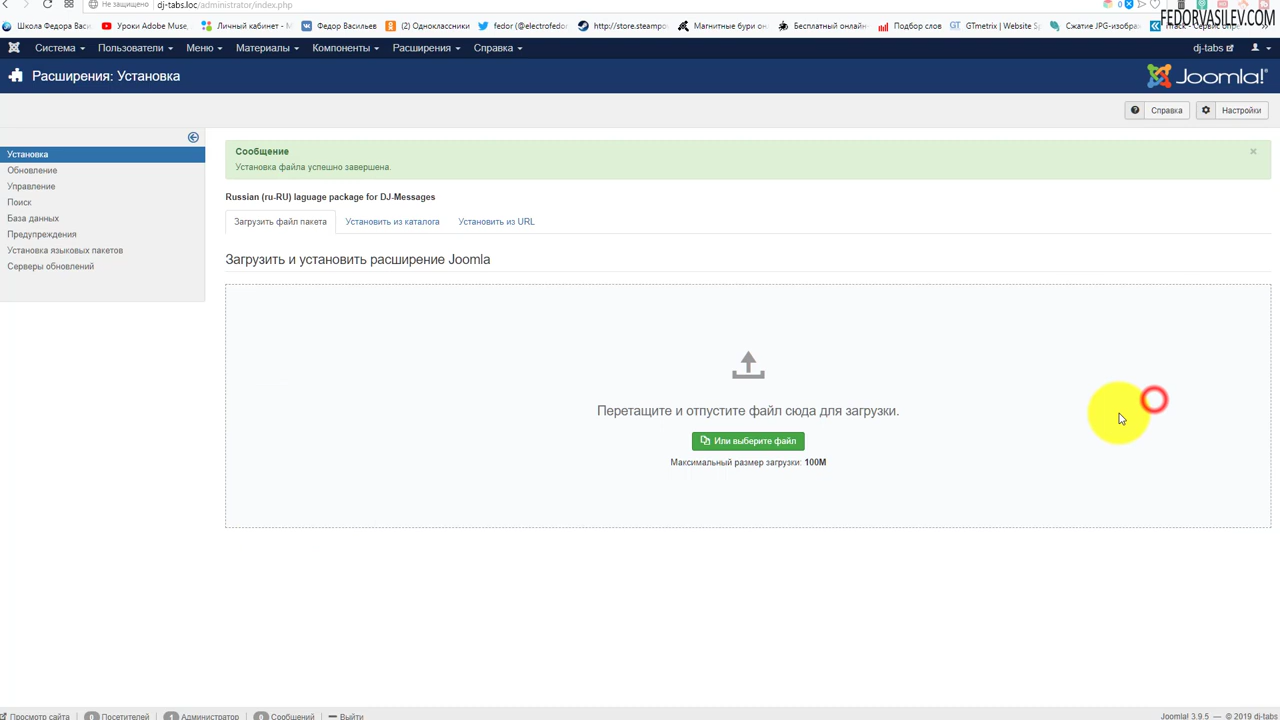 Не защищено dj-tabs.loc/administrator/index.php
FEDORVASILEV.COM
Школа Федора Васи
Уроки Adobe Muse,
Личный кабинет - М
Федор Васильев
(2) Одноклассники
fedor (@electrofedor
http://store.steampo
Магнитные бури он
Бесплатный онлайн
Подбор слов
GTmetrix | Website Sp
Сжатие JPG-изобра
Система
Пользователи
Меню
Материалы
Компоненты
Расширения
Справка
dj-tabs
Расширения: Установка
Joomla!
Справка
Настройки
Установка
Обновление
Управление
Поиск
База данных
Предупреждения
Установка языковых пакетов
Серверы обновлений
Сообщение
Установка файла успешно завершена.
Russian (ru-RU) laguage package for DJ-Messages
Загрузить файл пакета
Установить из каталога
Установить из URL
Загрузить и установить расширение Joomla
Перетащите и отпустите файл сюда для загрузки.
Или выберите файл
Максимальный размер загрузки: 100M
Просмотр сайта
0 Посетителей
1 Администратор
0 Сообщений
Выйти
Joomla! 3.9.5 — © 2019 dj-tabs